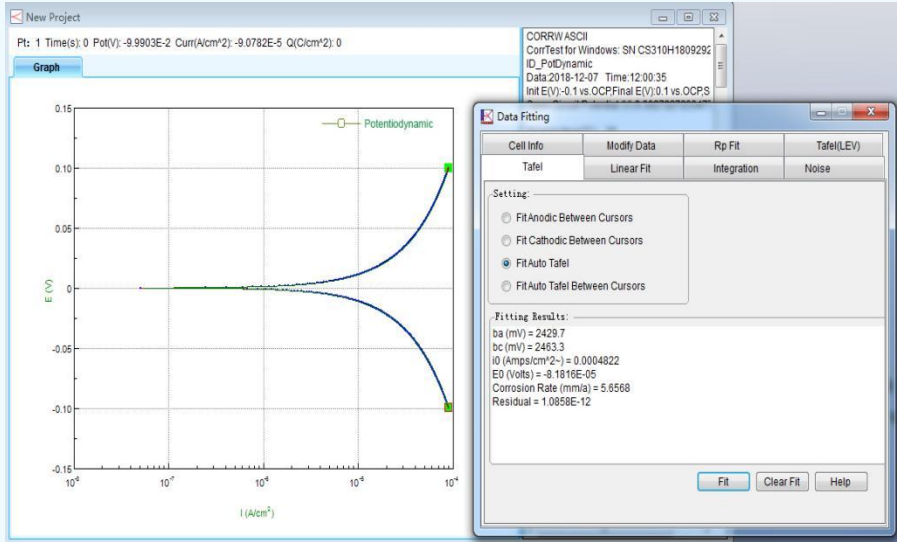 New Project
Pt: 1 Time(s): 0 Pot(V): -9.9903E-2 Curr(A/cm^2): -9.0782E-5 Q(C/cm^2): 0
Graph
CORRW ASCII
CorrTest for Windows: SN CS310H1809292
ID_PotDynamic
Data:2018-12-07 Time:12:00:35
Init E(V):-0.1 vs.OCP,Final E(V):0.1 vs.OCP,S
Potentiodynamic
0.15
0.10
0.05
0
-0.05
-0.10
-0.15
E (V)
10^-8
10^-7
10^-6
10^-5
10^-4
I (A/cm²)
Data Fitting
Cell Info
Modify Data
Rp Fit
Tafel(LEV)
Tafel
Linear Fit
Integration
Noise
Setting:
Fit Anodic Between Cursors
Fit Cathodic Between Cursors
Fit Auto Tafel
Fit Auto Tafel Between Cursors
Fitting Results:
ba (mV) = 2429.7
bc (mV) = 2463.3
i0 (Amps/cm^2~) = 0.0004822
E0 (Volts) = -8.1816E-05
Corrosion Rate (mm/a) = 5.6568
Residual = 1.0858E-12
Fit
Clear Fit
Help